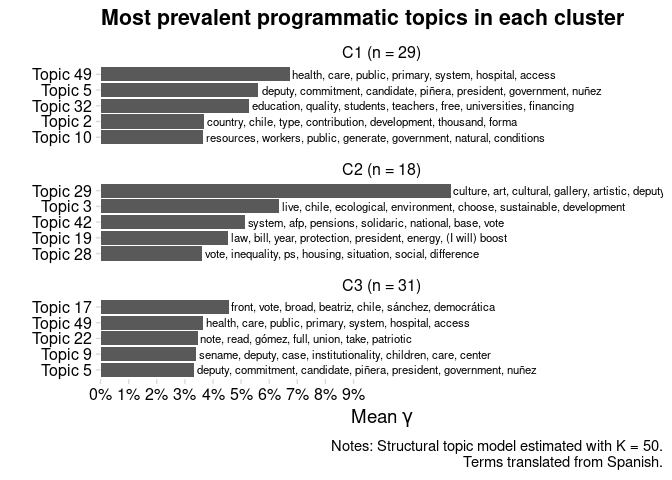 Most prevalent programmatic topics in each cluster
C1 (n = 29)
Topic 49 health, care, public, primary, system, hospital, access
Topic 5 deputy, commitment, candidate, piñera, president, government, nuñez
Topic 32 education, quality, students, teachers, free, universities, financing
Topic 2 country, chile, type, contribution, development, thousand, forma
Topic 10 resources, workers, public, generate, government, natural, conditions
C2 (n = 18)
Topic 29 culture, art, cultural, gallery, artistic, deputy
Topic 3 live, chile, ecological, environment, choose, sustainable, development
Topic 42 system, afp, pensions, solidaric, national, base, vote
Topic 19 law, bill, year, protection, president, energy, (I will) boost
Topic 28 vote, inequality, ps, housing, situation, social, difference
C3 (n = 31)
Topic 17 front, vote, broad, beatriz, chile, sánchez, democrática
Topic 49 health, care, public, primary, system, hospital, access
Topic 22 note, read, gómez, full, union, take, patriotic
Topic 9 sename, deputy, case, institutionality, children, care, center
Topic 5 deputy, commitment, candidate, piñera, president, government, nuñez
0% 1% 2% 3% 4% 5% 6% 7% 8% 9%
Mean γ
Notes: Structural topic model estimated with K = 50.
Terms translated from Spanish.